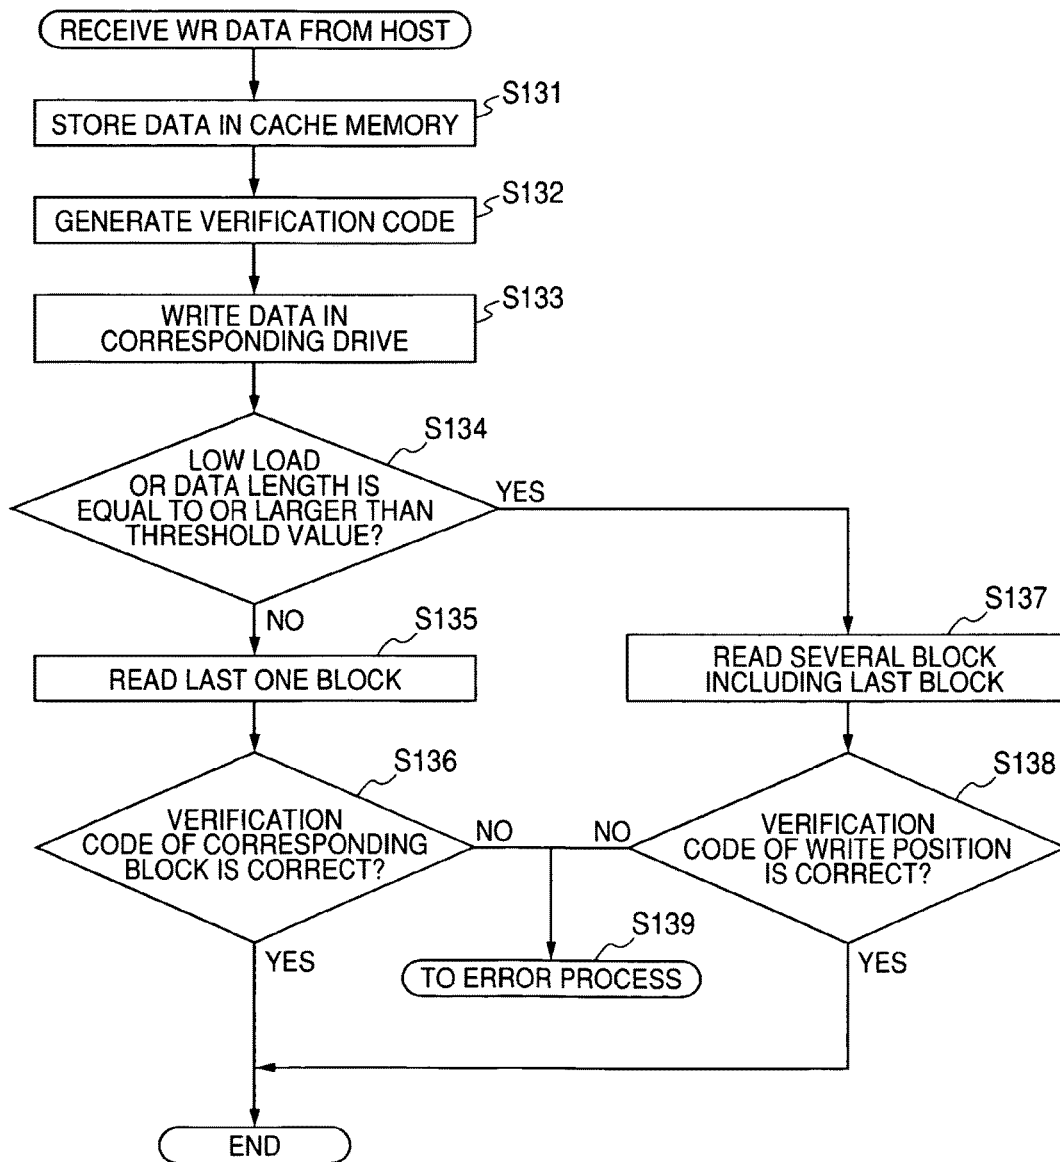 RECEIVE WR DATA FROM HOST
S131
STORE DATA IN CACHE MEMORY
S132
GENERATE VERIFICATION CODE
S133
WRITE DATA IN
CORRESPONDING DRIVE
S134
LOW LOAD
OR DATA LENGTH IS
EQUAL TO OR LARGER THAN
THRESHOLD VALUE?
YES
NO
S135
READ LAST ONE BLOCK
S137
READ SEVERAL BLOCK
INCLUDING LAST BLOCK
S136
VERIFICATION
CODE OF CORRESPONDING
BLOCK IS CORRECT?
NO
YES
S138
VERIFICATION
CODE OF WRITE POSITION
IS CORRECT?
NO
YES
S139
TO ERROR PROCESS
END